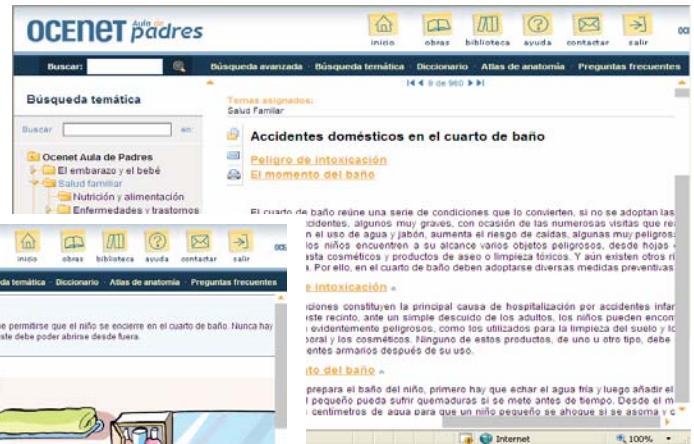 OCENET Aula de padres
inicio obras biblioteca ayuda contactar salir
Buscar: Búsqueda avanzada · Búsqueda temática · Diccionario · Atlas de anatomía · Preguntas frecuentes
9 de 960
Búsqueda temática
Buscar en:
Ocenet Aula de Padres
El embarazo y el bebé
Salud familiar
Nutrición y alimentación
Enfermedades y trastornos
Temas asignados:
Salud Familiar
Accidentes domésticos en el cuarto de baño
Peligro de intoxicación
El momento del baño
El cuarto de baño reúne una serie de condiciones que lo convierten, si no se adoptan las
ccidentes, algunos muy graves, con ocasión de las numerosas visitas que
n el uso de agua y jabón, aumenta el riesgo de caídas, algunas muy
los niños encuentren a su alcance varios objetos peligrosos, desde hojas
asta cosméticos y productos de aseo o limpieza tóxicos. Y aún existen otros
a. Por ello, en el cuarto de baño deben adoptarse diversas medidas preventivas
e intoxicación
ciones constituyen la principal causa de hospitalización por accidentes
ste recinto, ante un simple descuido de los adultos, los niños pueden
evidentemente peligrosos, como los utilizados para la limpieza del suelo y
oral y los cosméticos. Ninguno de estos productos, de uno u otro tipo, debe
entes armarios después de su uso.
to del baño
prepara el baño del niño, primero hay que echar el agua fría y luego añadir el
l pequeño pueda sufrir quemaduras si se mete antes de tiempo. Desde el
centímetros de agua para que un niño pequeño se ahogue si se asoma y
Internet 100%
inicio obras biblioteca ayuda contactar salir
da temática · Diccionario · Atlas de anatomía · Preguntas frecuentes
e permitirse que el niño se encierre en el cuarto de baño. Nunca hay
ste debe poder abrirse desde fuera.